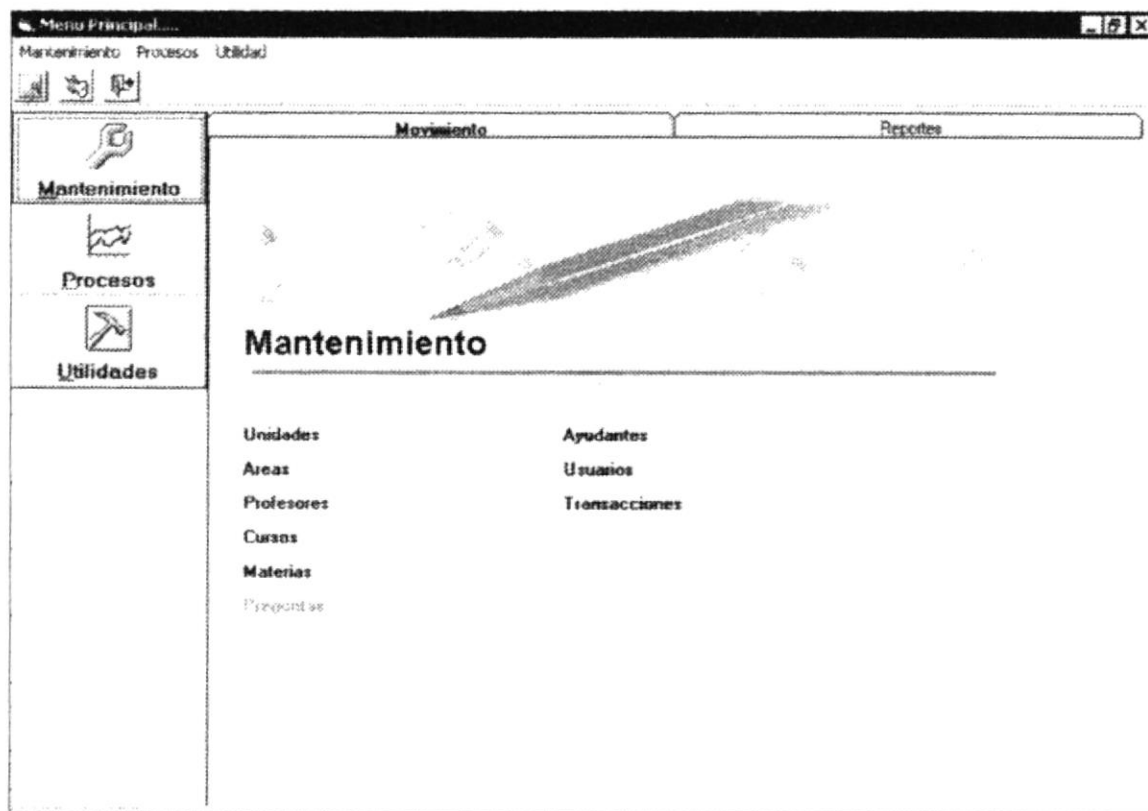 Menu Principal.....
Mantenimiento Procesos Utilidad
Movimiento Reportes
Mantenimiento
Procesos
Utilidades
Mantenimiento
Unidades Ayudantes
Areas Usuarios
Profesores Transacciones
Cursos
Materias
Preguntas